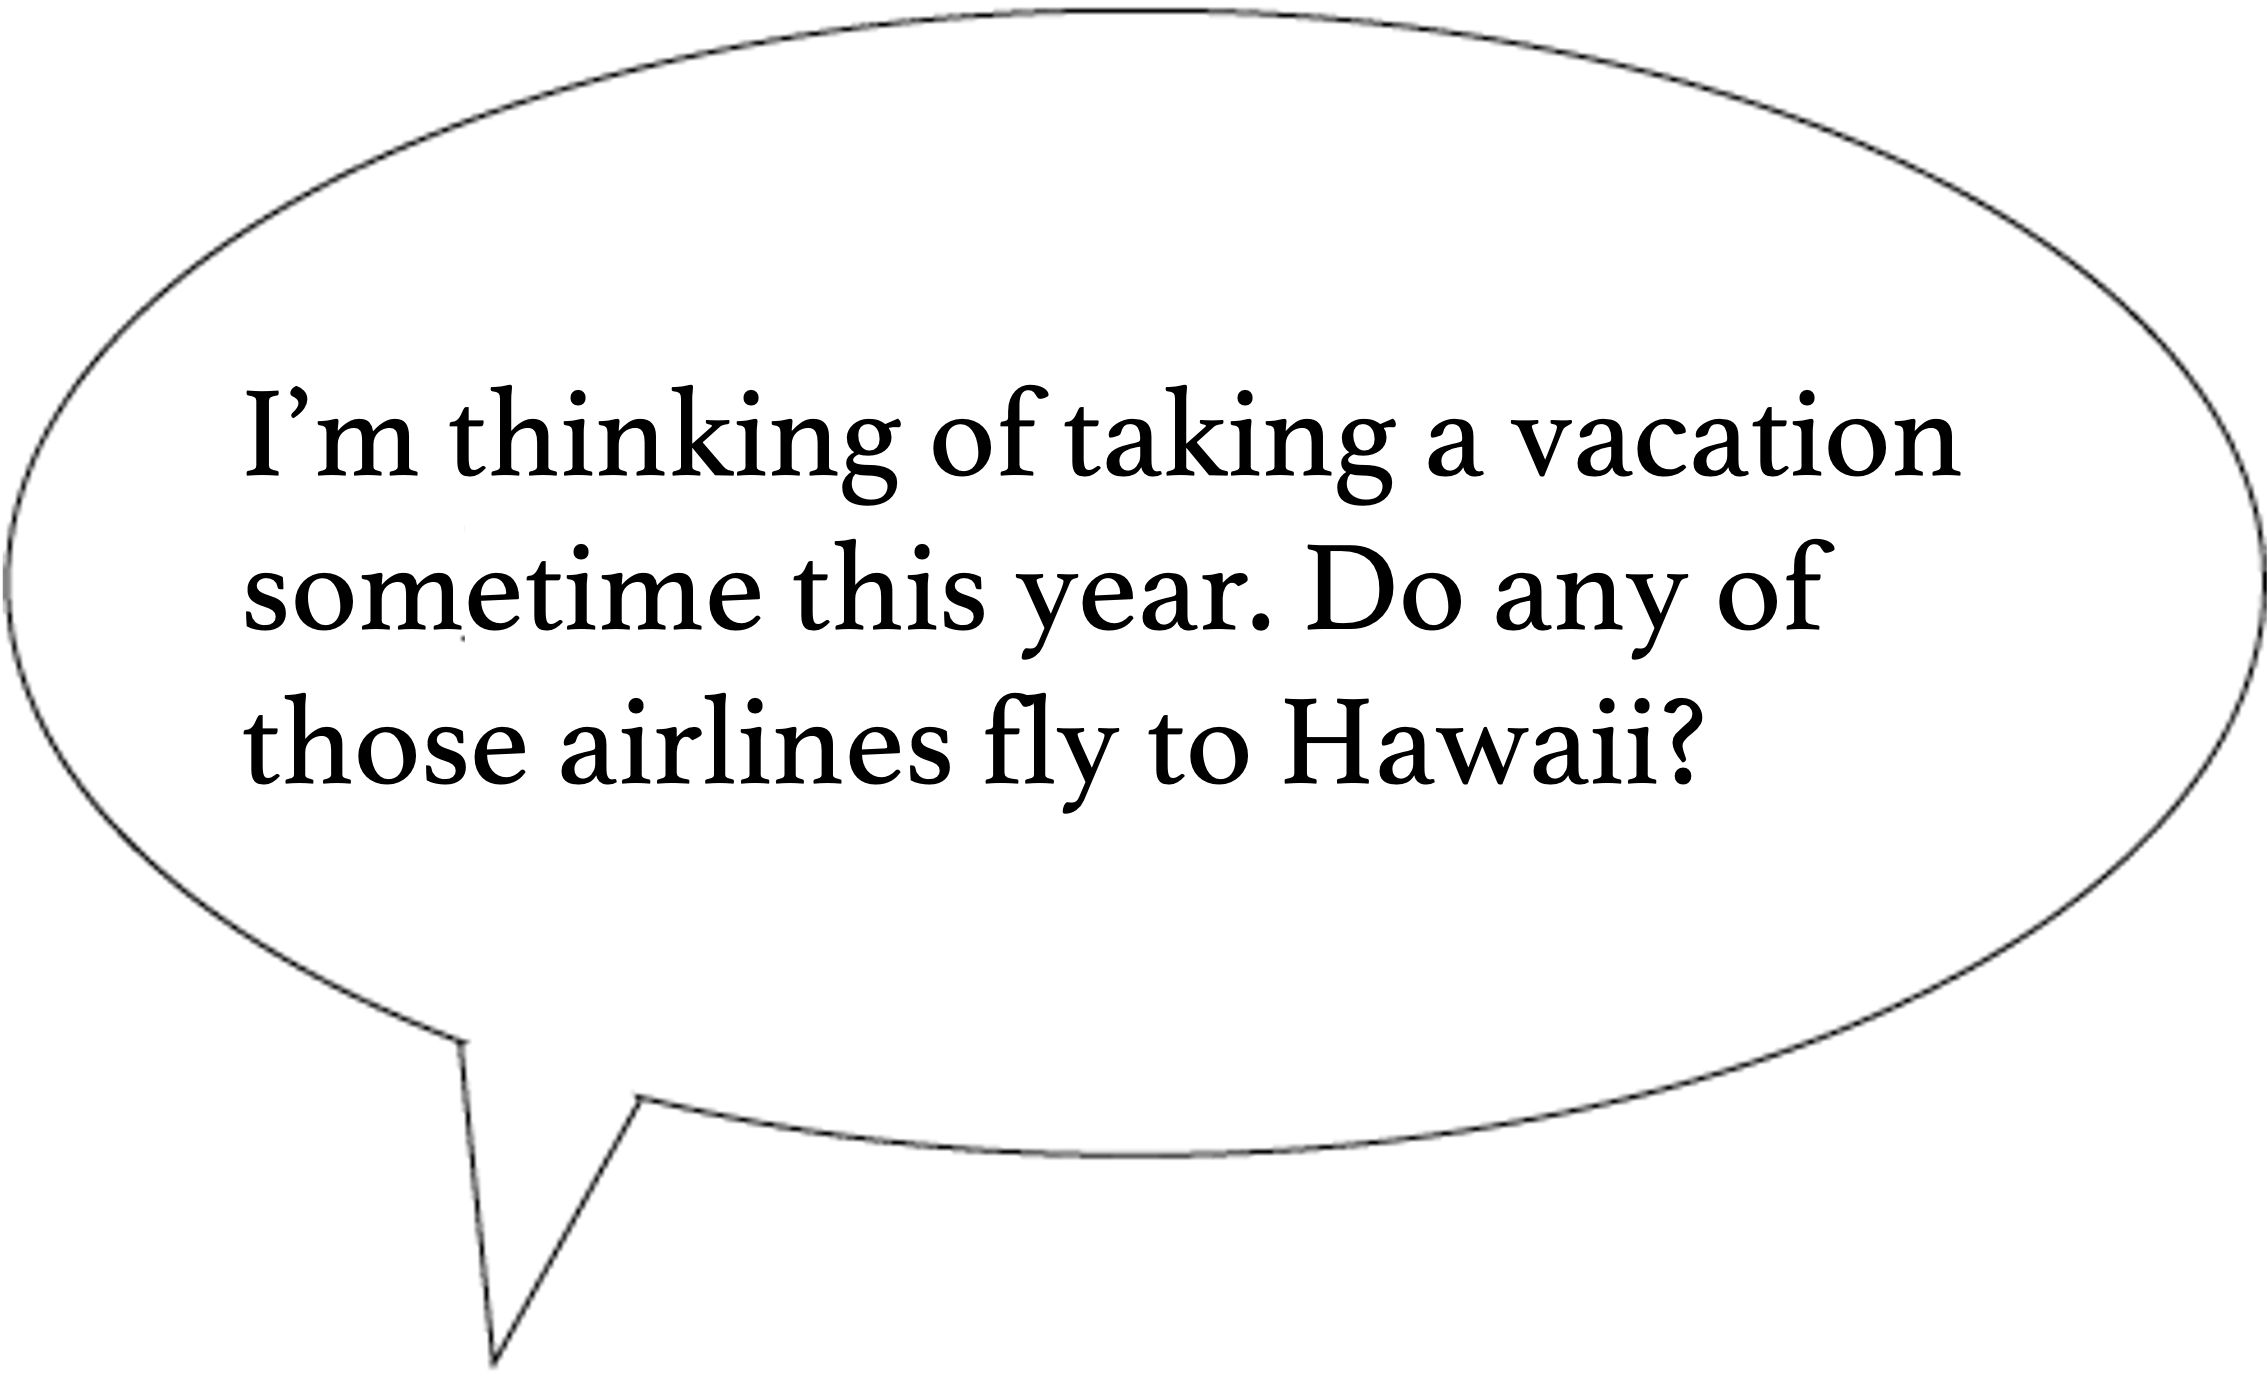 I’m thinking of taking a vacation
sometime this year. Do any of
those airlines fly to Hawaii?